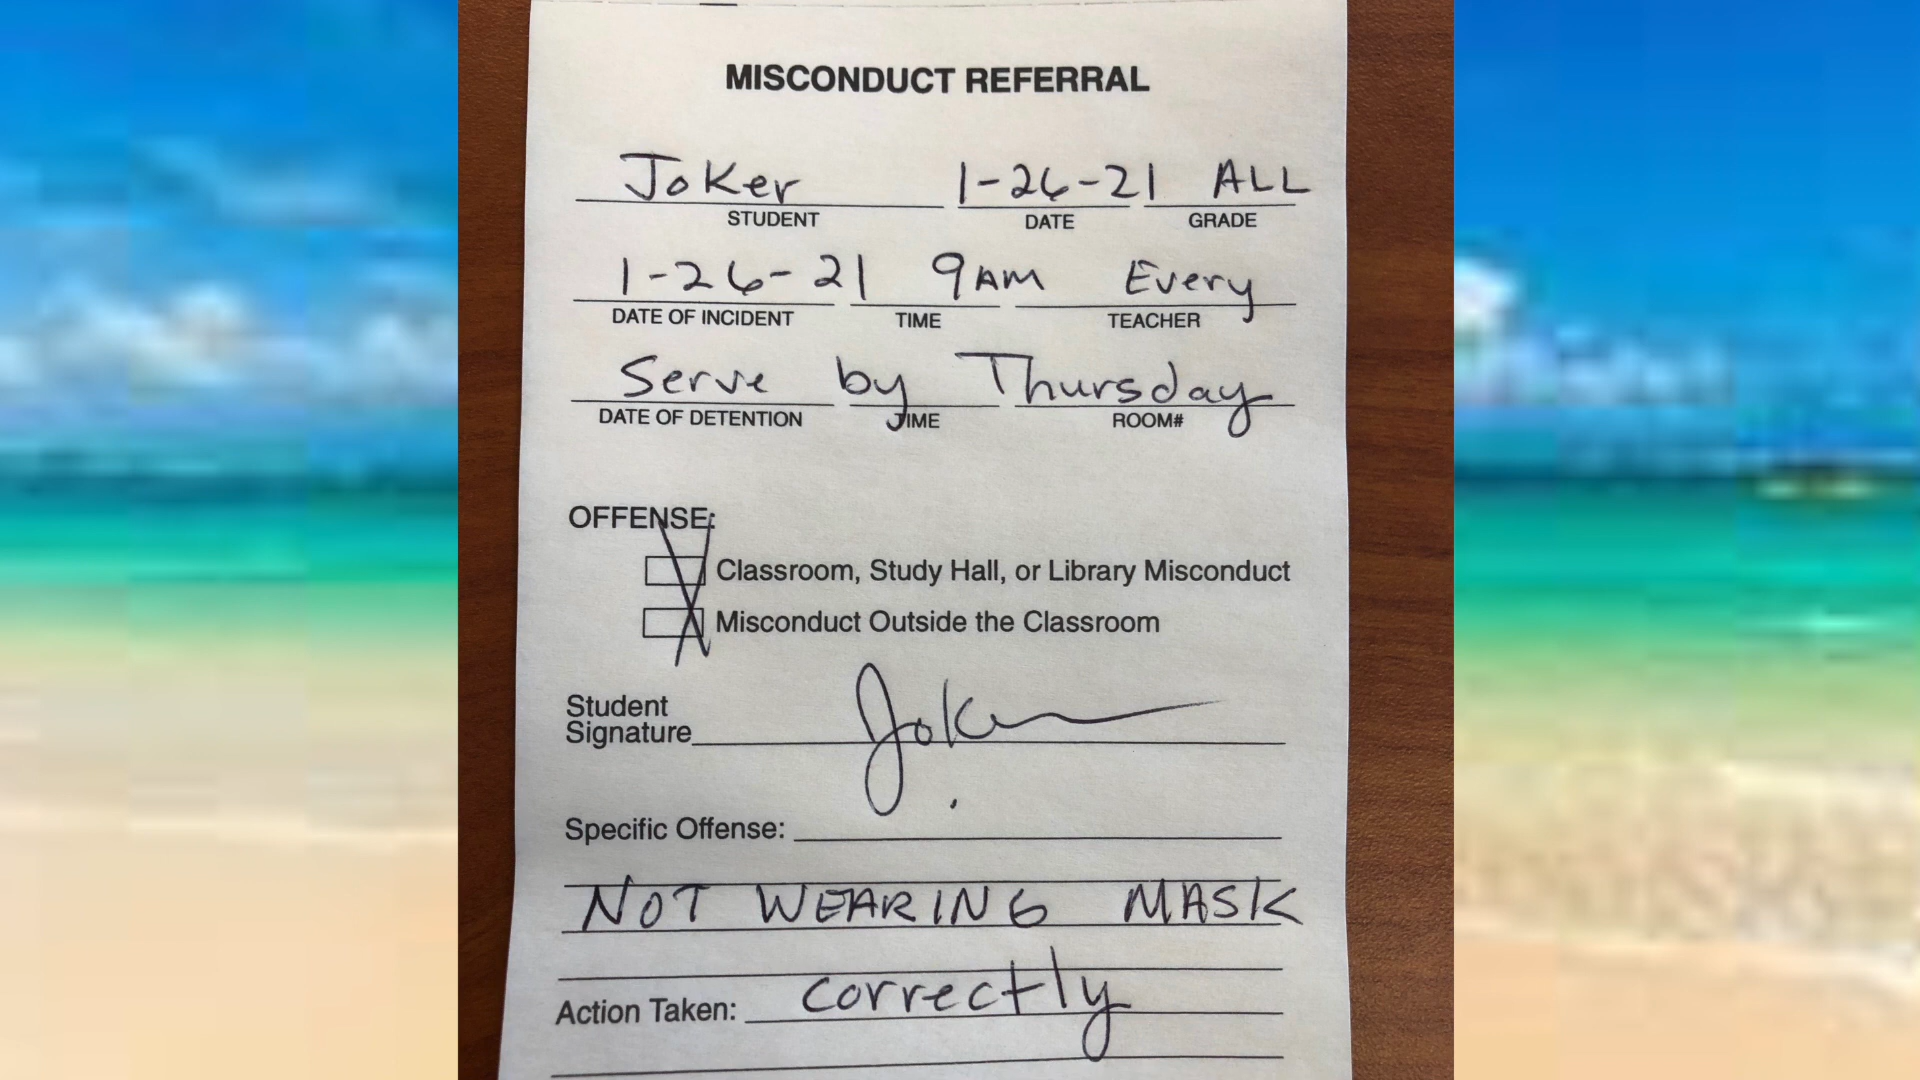 MISCONDUCT REFERRAL
Joker 1-26-21 ALL
STUDENT DATE GRADE
1-26-21 9AM Every
DATE OF INCIDENT TIME TEACHER
Serve by Thursday
DATE OF DETENTION TIME ROOM#
OFFENSE:
Classroom, Study Hall, or Library Misconduct
Misconduct Outside the Classroom
Student
Signature Joker
Specific Offense:
NOT WEARING MASK
Action Taken: correctly